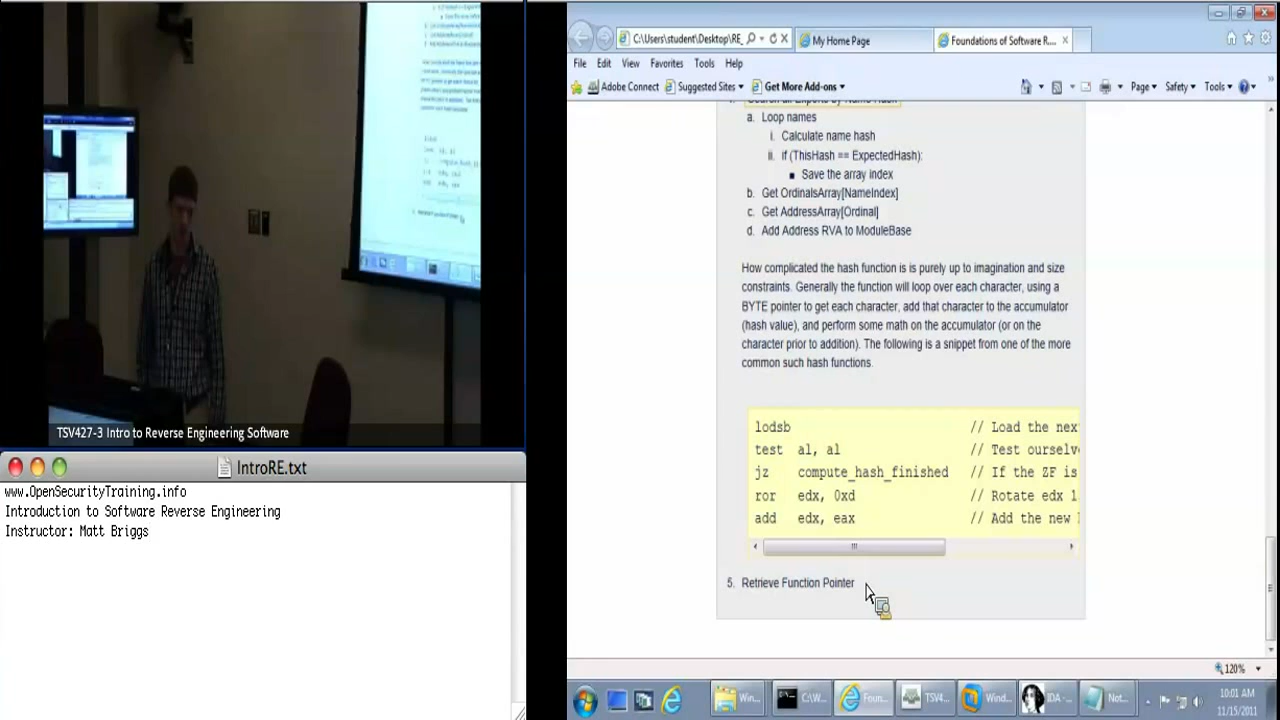 TSV427-3 Intro to Reverse Engineering Software
IntroRE.txt
www.OpenSecurityTraining.info
Introduction to Software Reverse Engineering
Instructor: Matt Briggs
C:\Users\student\Desktop\RE_
My Home Page
Foundations of Software R...
File Edit View Favorites Tools Help
Adobe Connect Suggested Sites Get More Add-ons
Page Safety Tools
a. Loop names
i. Calculate name hash
ii. if (ThisHash == ExpectedHash):
Save the array index
b. Get OrdinalsArray[NameIndex]
c. Get AddressArray[Ordinal]
d. Add Address RVA to ModuleBase
How complicated the hash function is is purely up to imagination and size
constraints. Generally the function will loop over each character, using a
BYTE pointer to get each character, add that character to the accumulator
(hash value), and perform some math on the accumulator (or on the
character prior to addition). The following is a snippet from one of the more
common such hash functions.
lodsb // Load the nex
test al, al // Test ourselv
jz compute_hash_finished // If the ZF is
ror edx, 0xd // Rotate edx 1
add edx, eax // Add the new
5. Retrieve Function Pointer
120%
Win... C:\W... Foun... TSV4... Wind... IDA -... Not...
10:01 AM
11/15/2011